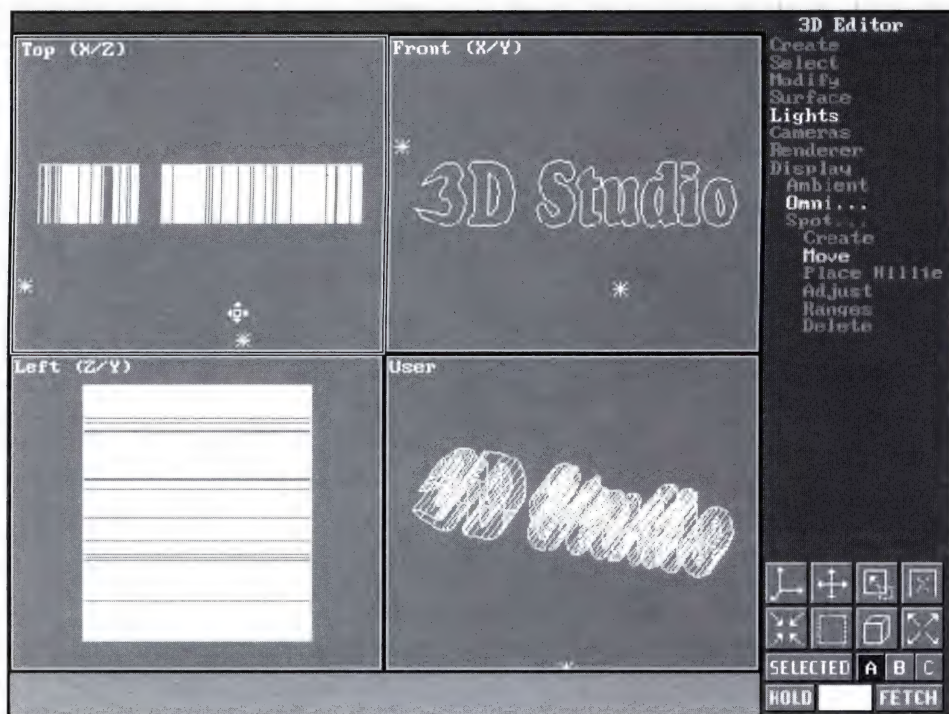 Top (X/Z)
Front (X/Y)
3D Studio
Left (Z/Y)
User
3D Editor
Create
Select
Modify
Surface
Lights
Cameras
Renderer
Display
Ambient
Omni...
Spot...
Create
Move
Place Hilite
Adjust
Ranges
Delete
SELECTED A B C
HOLD FETCH